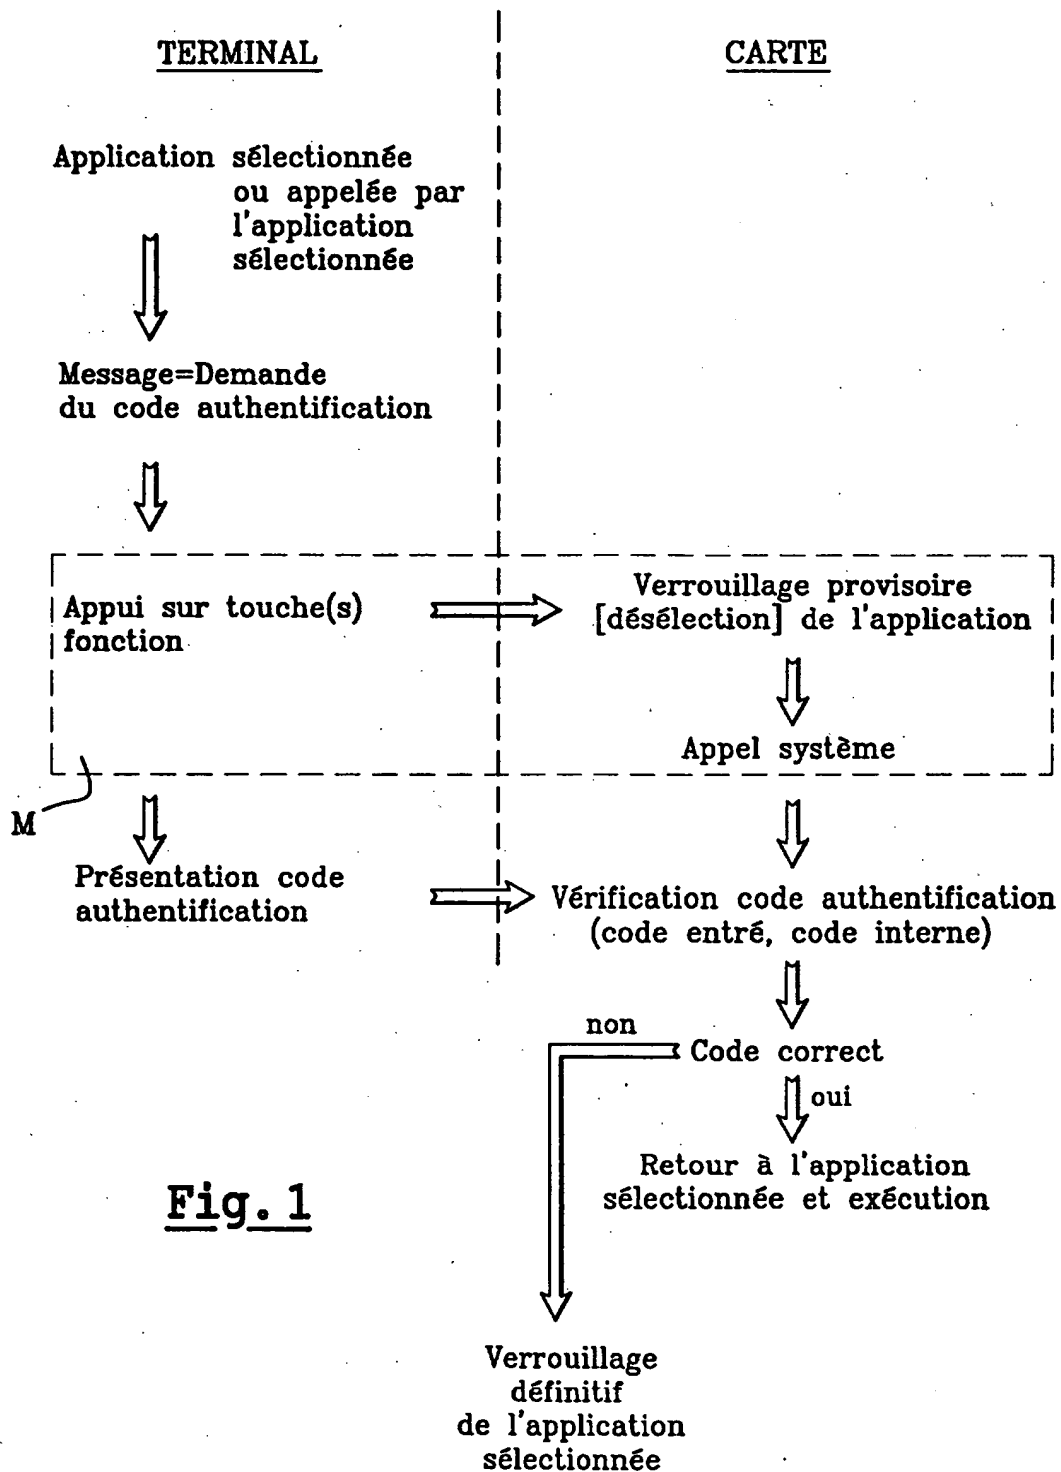 TERMINAL
CARTE
Application sélectionnée
ou appelée par
l'application
sélectionnée
Message=Demande
du code authentification
Appui sur touche(s)
fonction
Verrouillage provisoire
[désélection] de l'application
Appel système
M
Présentation code
authentification
Vérification code authentification
(code entré, code interne)
non
Code correct
oui
Retour à l'application
sélectionnée et exécution
Fig. 1
Verrouillage
définitif
de l'application
sélectionnée